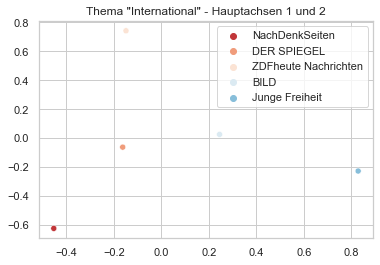 Thema "International" - Hauptachsen 1 und 2
NachDenkSeiten
DER SPIEGEL
ZDFheute Nachrichten
BILD
Junge Freiheit
0.8
0.6
0.4
0.2
0.0
−0.2
−0.4
−0.6
−0.4 −0.2 0.0 0.2 0.4 0.6 0.8